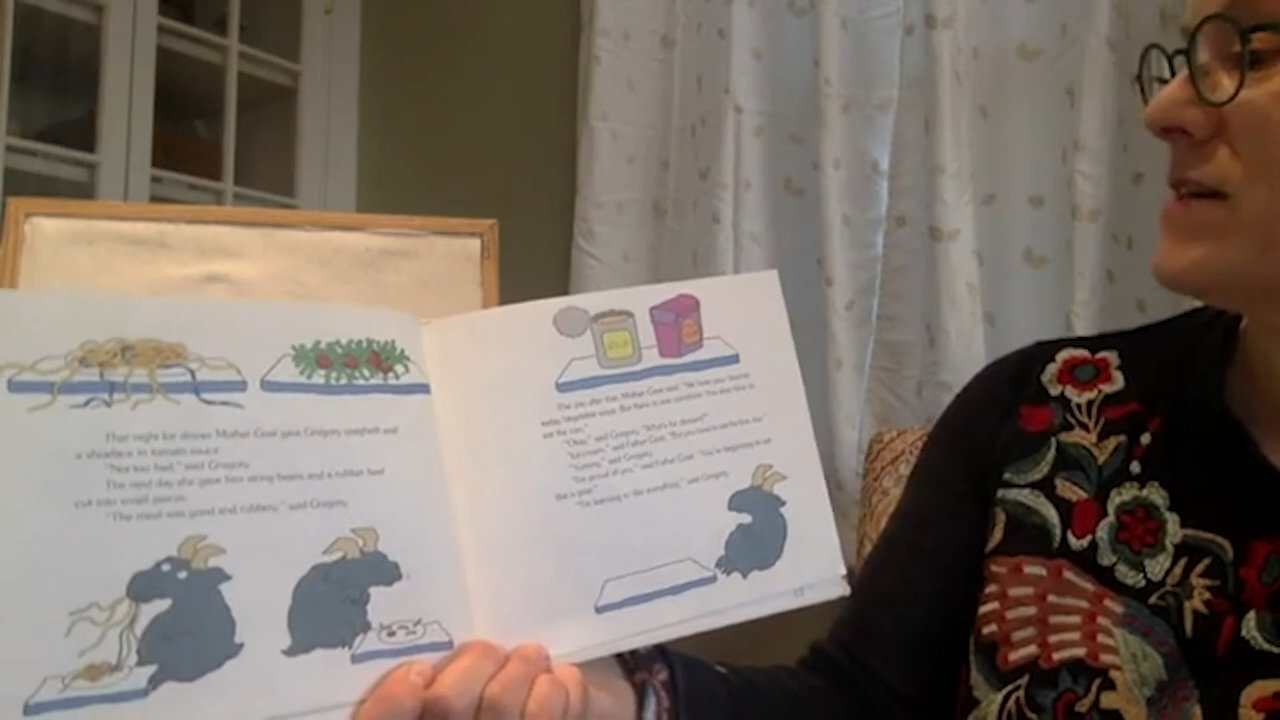 That night for dinner Mother Goat gave Gregory spaghetti and
a shoelace in tomato sauce.
"Not too bad," said Gregory.
The next day she gave him string beans and a rubber heel
cut into small pieces.
"The meal was good and rubbery," said Gregory.
The day after that, Mother Goat said, "We have your favorite
today. Vegetable soup. But there is one condition. You also have to
eat the can."
"Okay," said Gregory. "What's for dessert?"
"Ice cream," said Father Goat. "But you have to eat the box, too."
"Yummy," said Gregory.
"I'm proud of you," said Father Goat. "You're beginning to eat
like a goat."
"I'm learning to like everything," said Gregory.